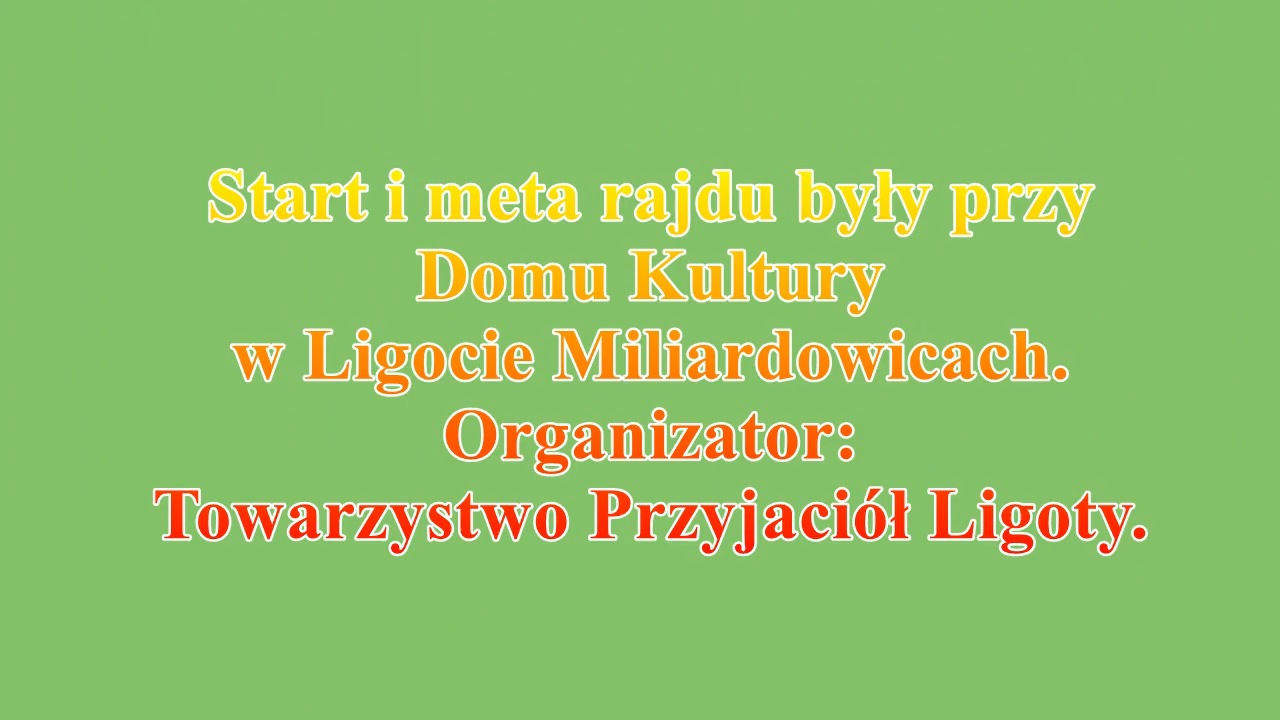 Start i meta rajdu były przy
Domu Kultury
w Ligocie Miliardowicach.
Organizator:
Towarzystwo Przyjaciół Ligoty.